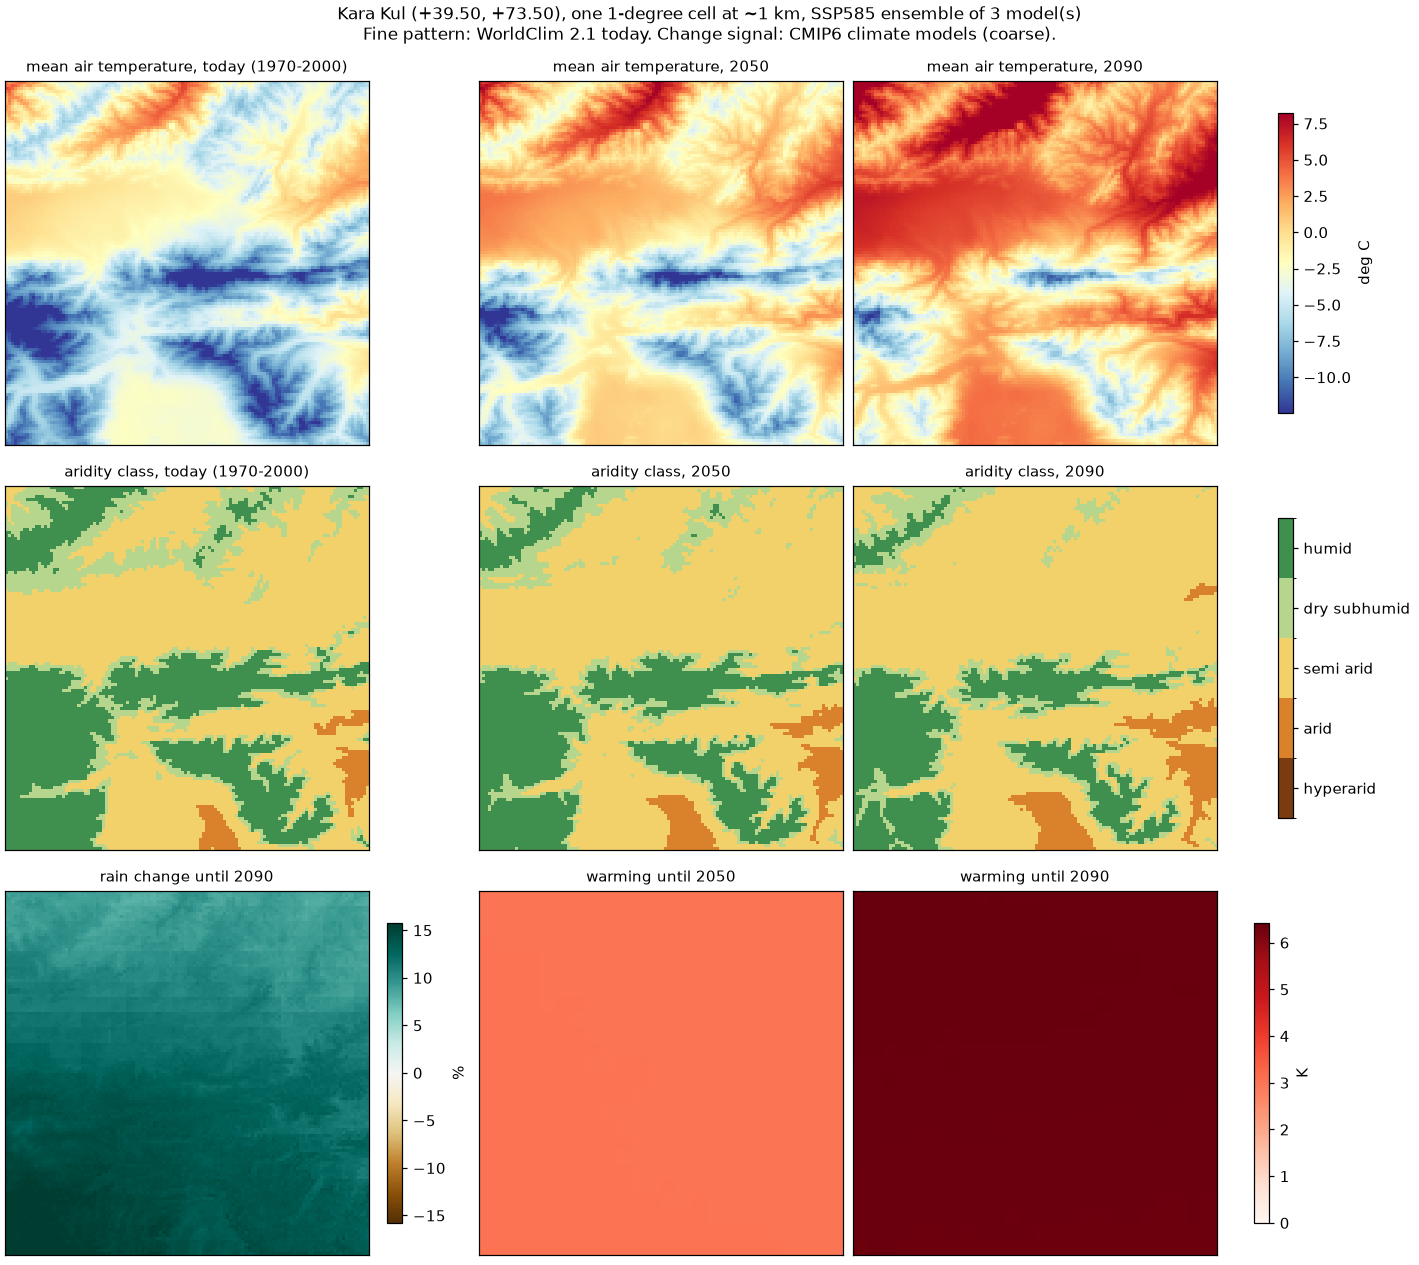 Kara Kul (+39.50, +73.50), one 1-degree cell at ~1 km, SSP585 ensemble of 3 model(s)
Fine pattern: WorldClim 2.1 today. Change signal: CMIP6 climate models (coarse).
mean air temperature, today (1970-2000)
mean air temperature, 2050
mean air temperature, 2090
7.5
5.0
2.5
0.0
−2.5
−5.0
−7.5
−10.0
deg C
aridity class, today (1970-2000)
aridity class, 2050
aridity class, 2090
humid
dry subhumid
semi arid
arid
hyperarid
rain change until 2090
15
10
5
0
−5
−10
−15
%
warming until 2050
warming until 2090
6
5
4
3
2
1
0
K